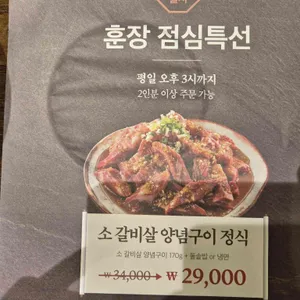 훈장 점심특선
평일 오후 3시까지
2인분 이상 주문 가능
소 갈비살 양념구이 정식
소 갈비살 양념구이 170g + 돌솥밥 or 냉면
₩ 34,000 → ₩ 29,000